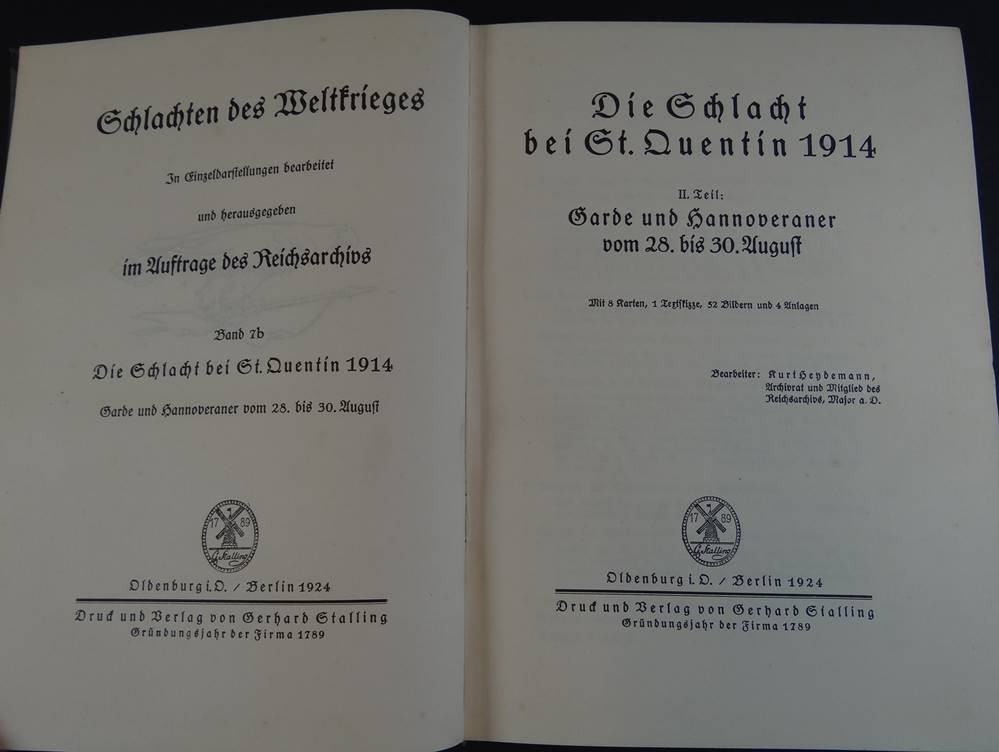 Schlachten des Weltkrieges
In Einzeldarstellungen bearbeitet
und herausgegeben
im Auftrage des Reichsarchivs
Band 7b
Die Schlacht bei St. Quentin 1914
Garde und Hannoveraner vom 28. bis 30. August
17 89
G. Stalling
Oldenburg i. O. / Berlin 1924
Druck und Verlag von Gerhard Stalling
Gründungsjahr der Firma 1789
Die Schlacht
bei St. Quentin 1914
II. Teil:
Garde und Hannoveraner
vom 28. bis 30. August
Mit 8 Karten, 1 Textskizze, 52 Bildern und 4 Anlagen
Bearbeiter: Kurt Heydemann,
Archivrat und Mitglied des
Reichsarchivs, Major a. D.
17 89
G. Stalling
Oldenburg i. O. / Berlin 1924
Druck und Verlag von Gerhard Stalling
Gründungsjahr der Firma 1789